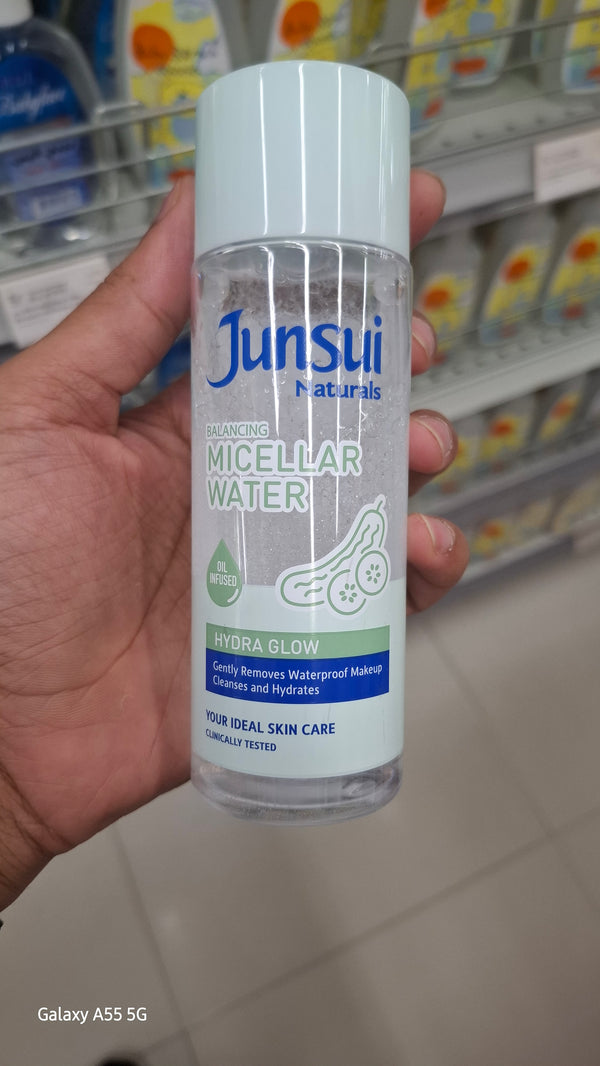 Junsui
Naturals
BALANCING
MICELLAR
WATER
OIL
INFUSED
HYDRA GLOW
Gently Removes Waterproof Makeup
Cleanses and Hydrates
YOUR IDEAL SKIN CARE
CLINICALLY TESTED
Galaxy A55 5G